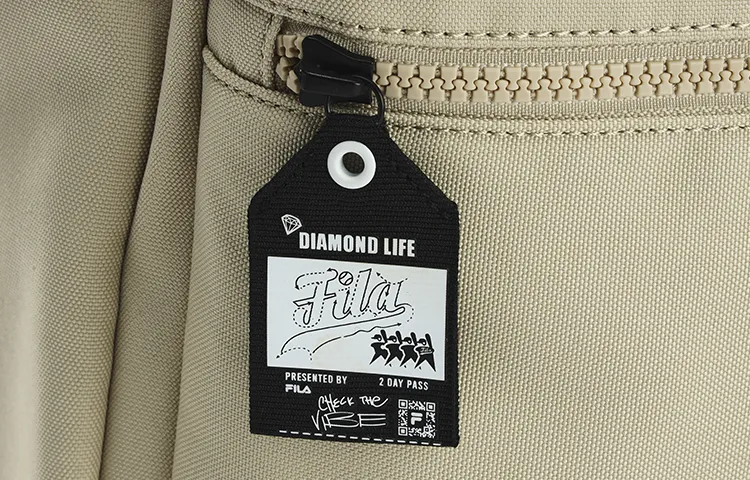 DIAMOND LIFE
Fila
PRESENTED BY
FILA
2 DAY PASS
CHECK THE
VIBE
F